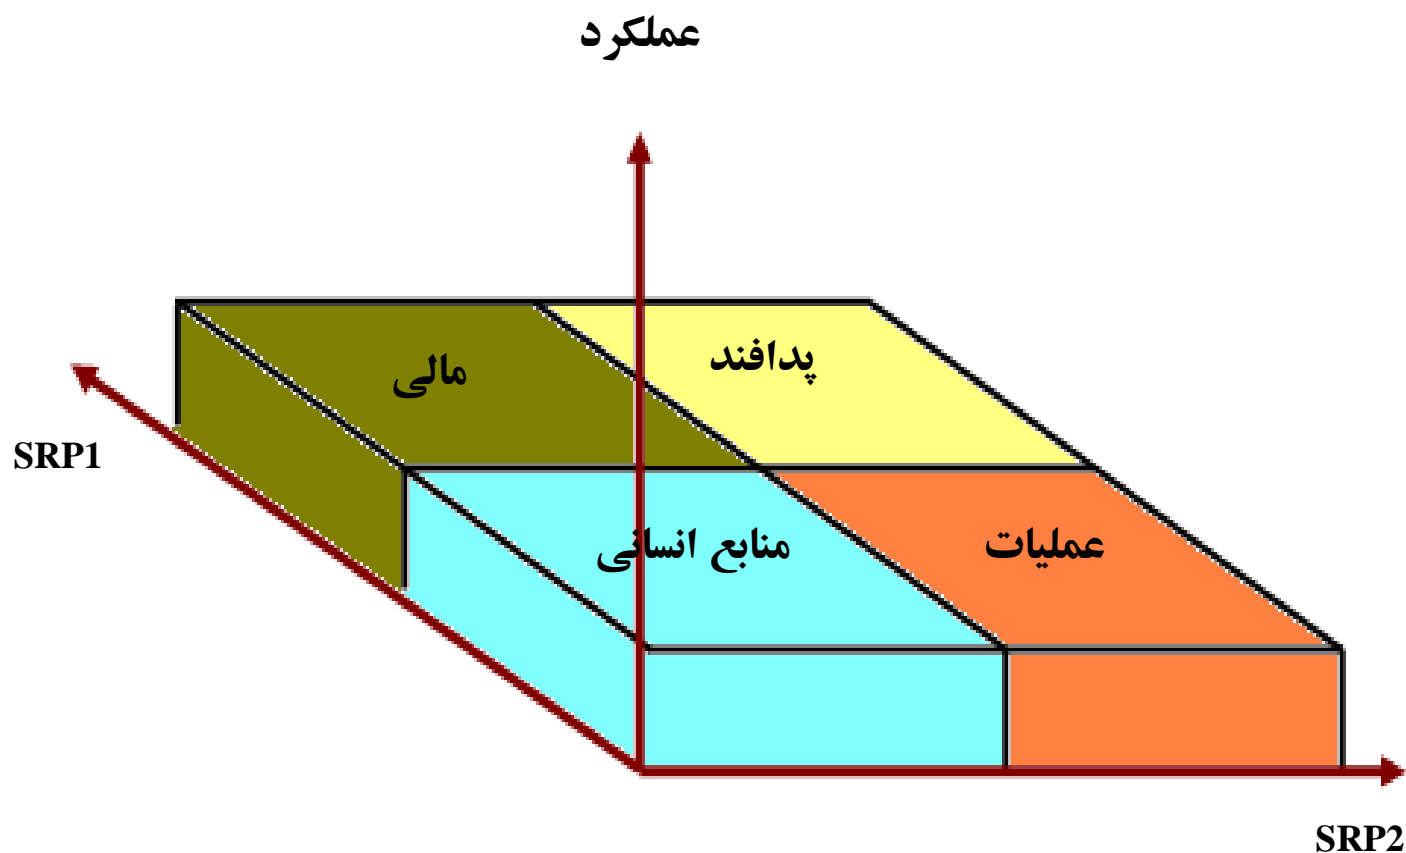 عملکرد
پدافند
مالی
SRP1
عملیات
منابع انسانی
SRP2